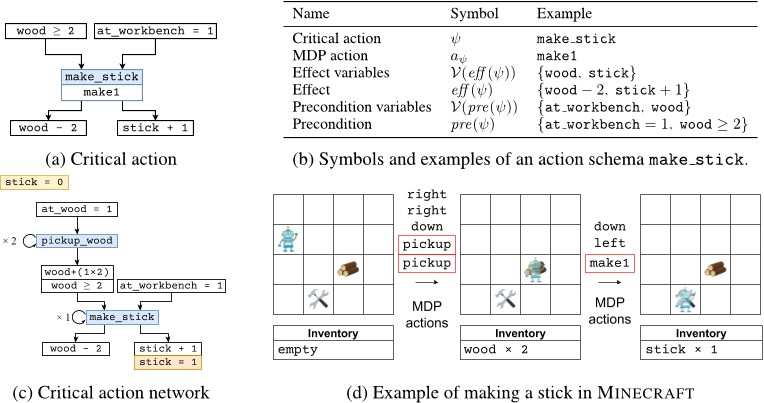 wood ≥ 2
at_workbench = 1
make_stick
make1
wood - 2
stick + 1
(a) Critical action
Name Symbol Example
Critical action ψ make_stick
MDP action a_ψ make1
Effect variables V(eff(ψ)) {wood, stick}
Effect eff(ψ) {wood − 2, stick + 1}
Precondition variables V(pre(ψ)) {at_workbench, wood}
Precondition pre(ψ) {at_workbench = 1, wood ≥ 2}
(b) Symbols and examples of an action schema make_stick.
stick = 0
at_wood = 1
× 2
pickup_wood
wood+(1×2)
wood ≥ 2
at_workbench = 1
× 1
make_stick
wood - 2
stick + 1
stick = 1
(c) Critical action network
right
right
down
pickup
pickup
MDP
actions
down
left
make1
MDP
actions
Inventory
empty
Inventory
wood × 2
Inventory
stick × 1
(d) Example of making a stick in MINECRAFT